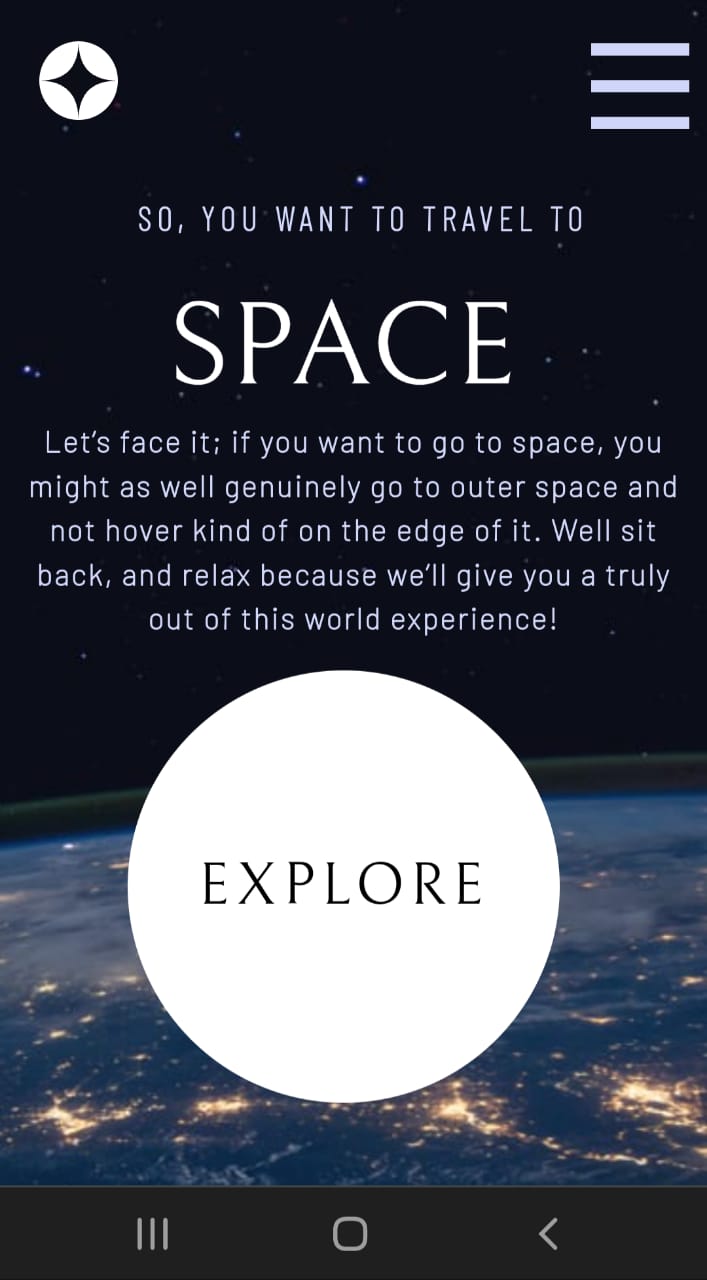 SO, YOU WANT TO TRAVEL TO
SPACE
Let’s face it; if you want to go to space, you
might as well genuinely go to outer space and
not hover kind of on the edge of it. Well sit
back, and relax because we’ll give you a truly
out of this world experience!
EXPLORE